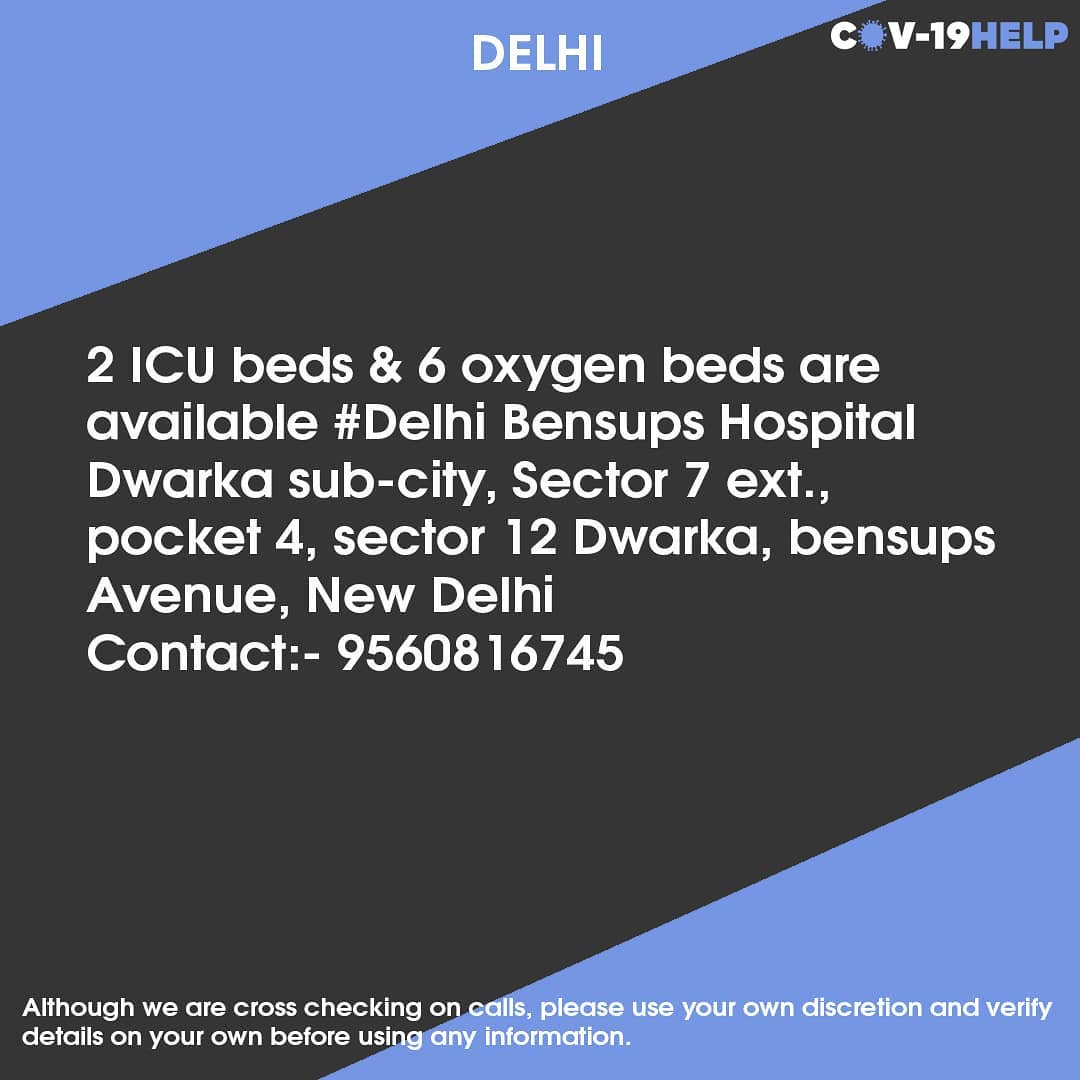 DELHI
COV-19HELP
2 ICU beds & 6 oxygen beds are
available #Delhi Bensups Hospital
Dwarka sub-city, Sector 7 ext.,
pocket 4, sector 12 Dwarka, bensups
Avenue, New Delhi
Contact:- 9560816745
Although we are cross checking on calls, please use your own discretion and verify
details on your own before using any information.